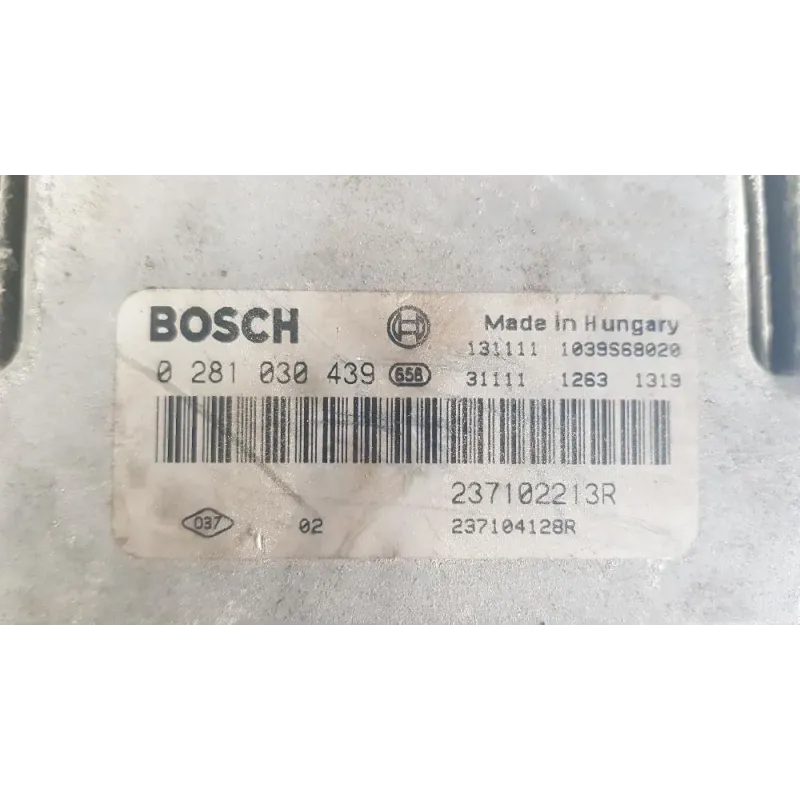 BOSCH Made in Hungary
131111 1039S68020
0 281 030 439 658 31111 1263 1319
237102213R
037 02 237104128R